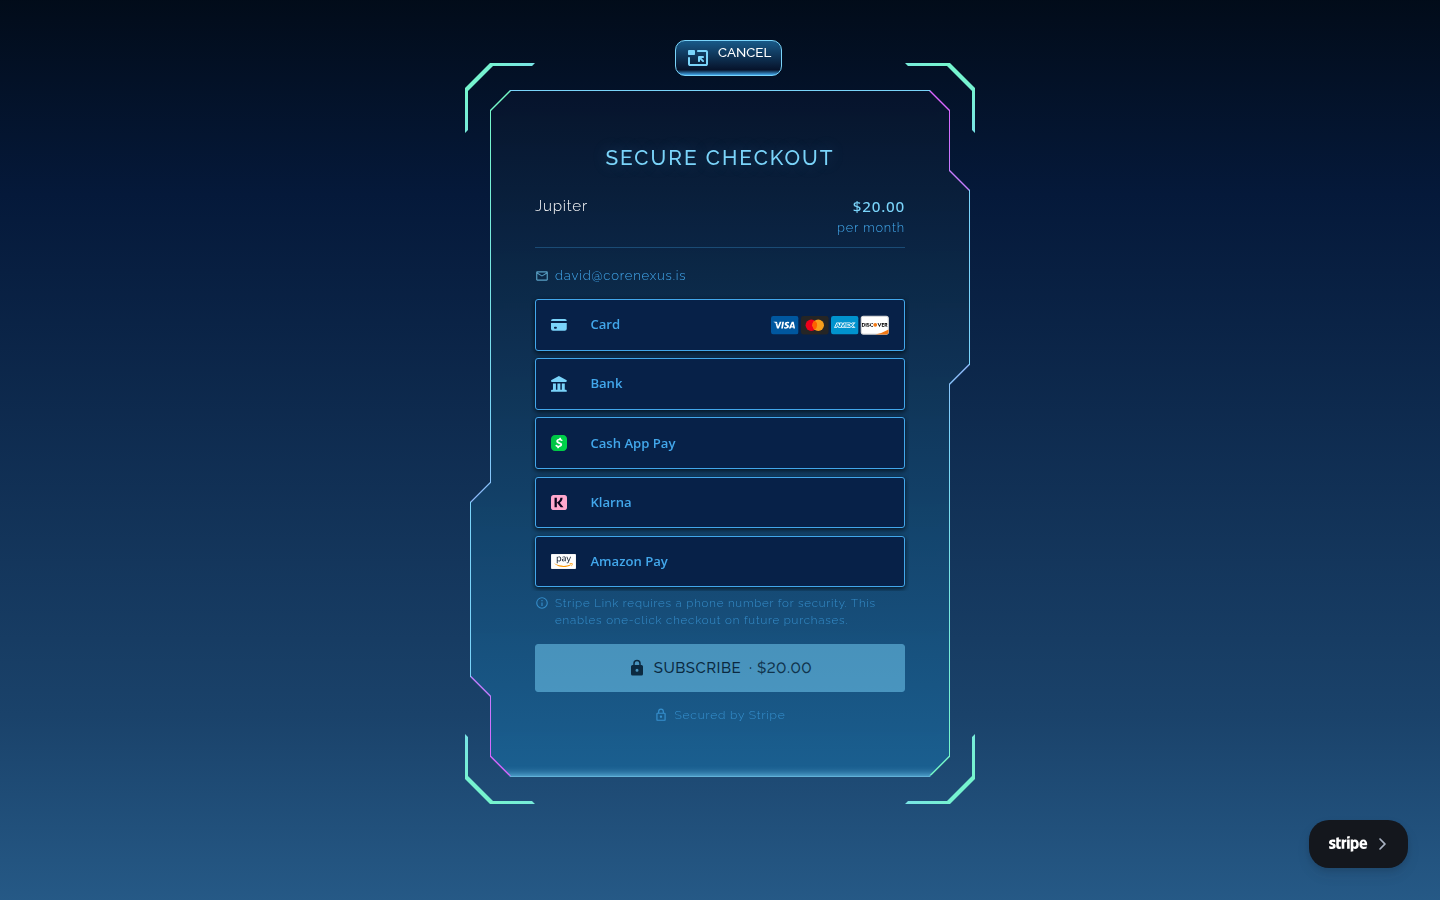 CANCEL
SECURE CHECKOUT
Jupiter
$20.00
per month
david@corenexus.is
Card
VISA
AMEX
DISCOVER
Bank
$
Cash App Pay
K
Klarna
pay
Amazon Pay
Stripe Link requires a phone number for security. This
enables one-click checkout on future purchases.
SUBSCRIBE · $20.00
Secured by Stripe
stripe